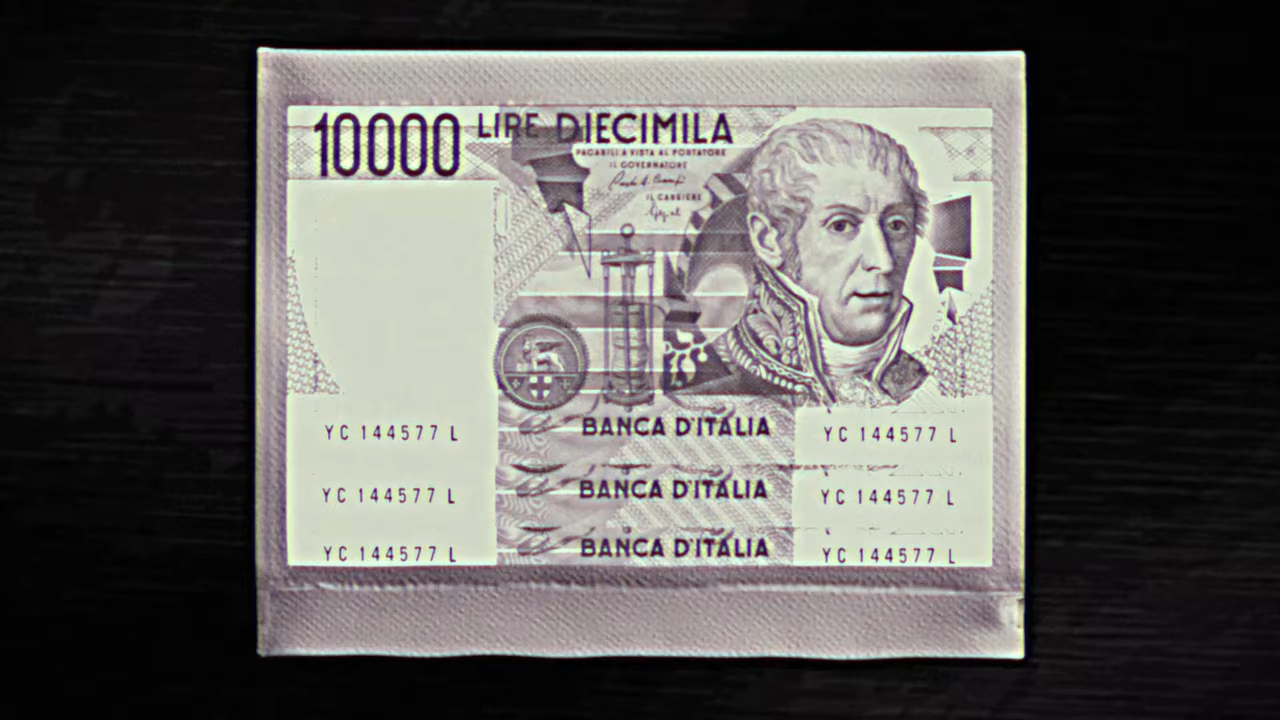 10000 LIRE DIECIMILA
PAGABILI A VISTA AL PORTATORE
IL GOVERNATORE
IL CASSIERE
BANCA D'ITALIA
YC 144577 L YC 144577 L
BANCA D'ITALIA
YC 144577 L YC 144577 L
BANCA D'ITALIA
YC 144577 L YC 144577 L